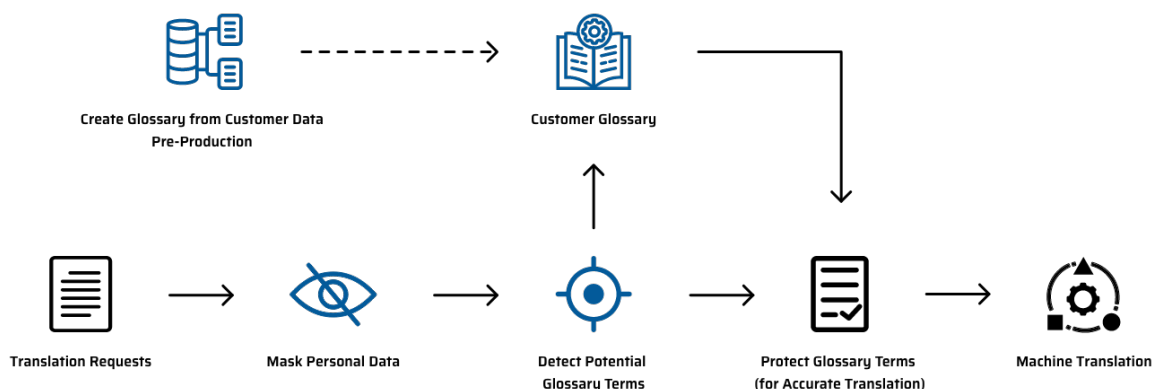 Create Glossary from Customer Data
Pre-Production
Customer Glossary
Translation Requests
Mask Personal Data
Detect Potential
Glossary Terms
Protect Glossary Terms
(for Accurate Translation)
Machine Translation